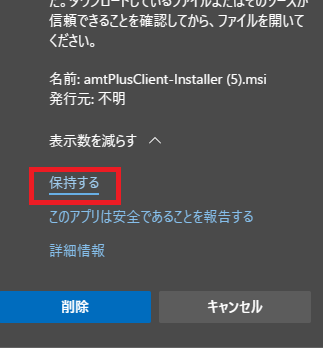 た。ダウンロードしているファイルまたはそのソースが
信頼できることを確認してから、ファイルを開いて
ください。
名前: amtPlusClient-Installer (5).msi
発行元: 不明
表示数を減らす
保持する
このアプリは安全であることを報告する
詳細情報
削除
キャンセル